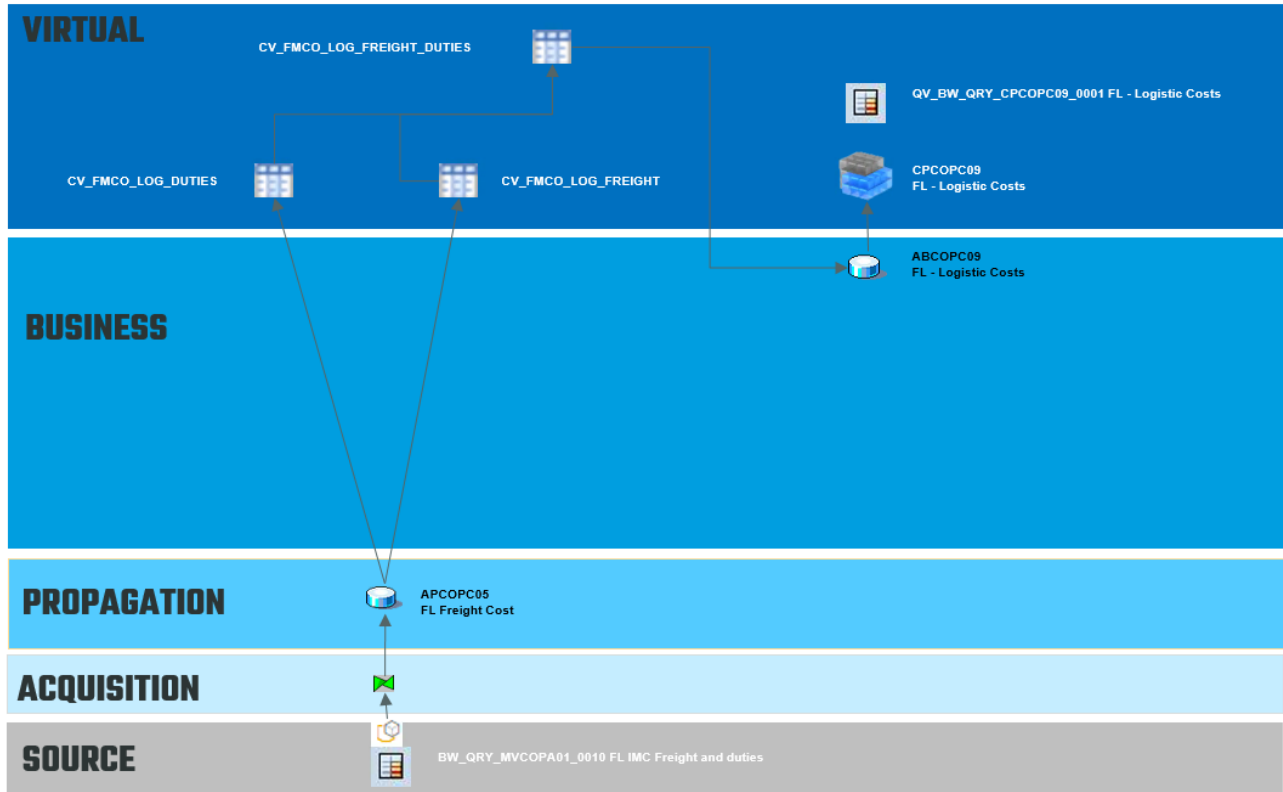 VIRTUAL
CV_FMCO_LOG_FREIGHT_DUTIES
QV_BW_QRY_CPCOPC09_0001 FL - Logistic Costs
CV_FMCO_LOG_DUTIES
CV_FMCO_LOG_FREIGHT
CPCOPC09
FL - Logistic Costs
ABCOPC09
FL - Logistic Costs
BUSINESS
PROPAGATION
APCOPC05
FL Freight Cost
ACQUISITION
SOURCE
BW_QRY_MVCOPA01_0010 FL IMC Freight and duties